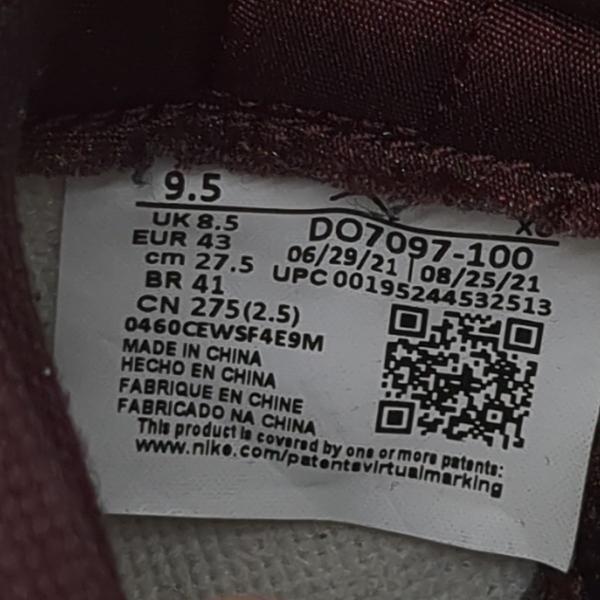 9.5
UK 8.5
EUR 43
cm 27.5
BR 41
CN 275(2.5)
DO7097-100
06/29/21 | 08/25/21
UPC 00195244532513
0460CEWSF4E9M
MADE IN CHINA
HECHO EN CHINA
FABRIQUE EN CHINE
FABRICADO NA CHINA
This product is covered by one or more patents:
www.nike.com/patentsvirtualmarking